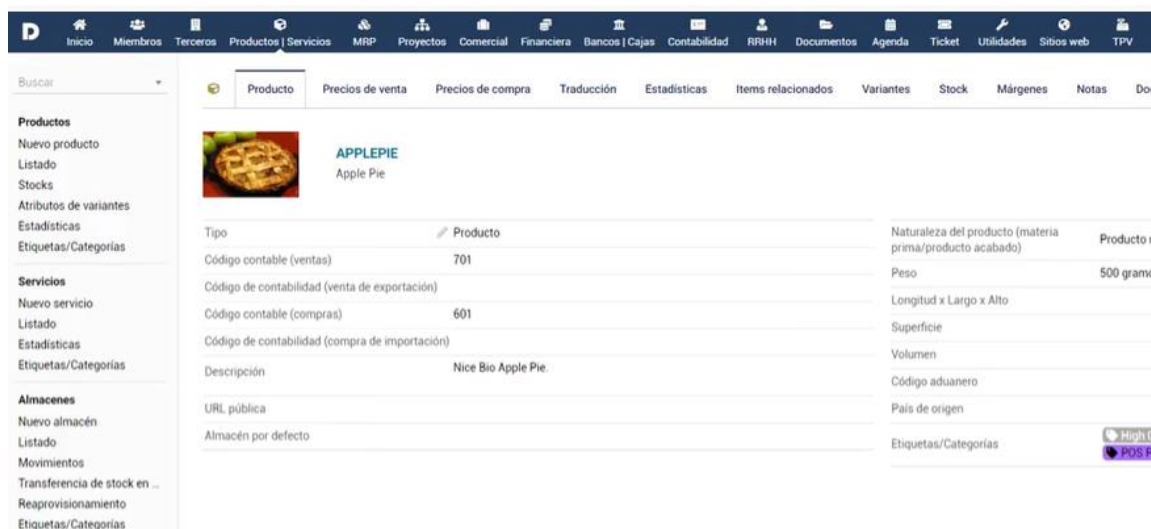 D Inicio Miembros Terceros Productos | Servicios MRP Proyectos Comercial Financiera Bancos | Cajas Contabilidad RRHH Documentos Agenda Ticket Utilidades Sitios web TPV
Buscar
Producto Precios de venta Precios de compra Traducción Estadísticas Items relacionados Variantes Stock Márgenes Notas
Productos
Nuevo producto
Listado
Stocks
Atributos de variantes
Estadísticas
Etiquetas/Categorías
Servicios
Nuevo servicio
Listado
Estadísticas
Etiquetas/Categorías
Almacenes
Nuevo almacén
Listado
Movimientos
Transferencia de stock en ...
Reaprovisionamiento
Etiquetas/Categorías
APPLEPIE
Apple Pie
Tipo Producto
Código contable (ventas) 701
Código de contabilidad (venta de exportación)
Código contable (compras) 601
Código de contabilidad (compra de importación)
Descripción Nice Bio Apple Pie.
URL pública
Almacén por defecto
Naturaleza del producto (materia
prima/producto acabado) Producto
Peso 500 gramo
Longitud x Largo x Alto
Superficie
Volumen
Código aduanero
País de origen
Etiquetas/Categorías High
POS